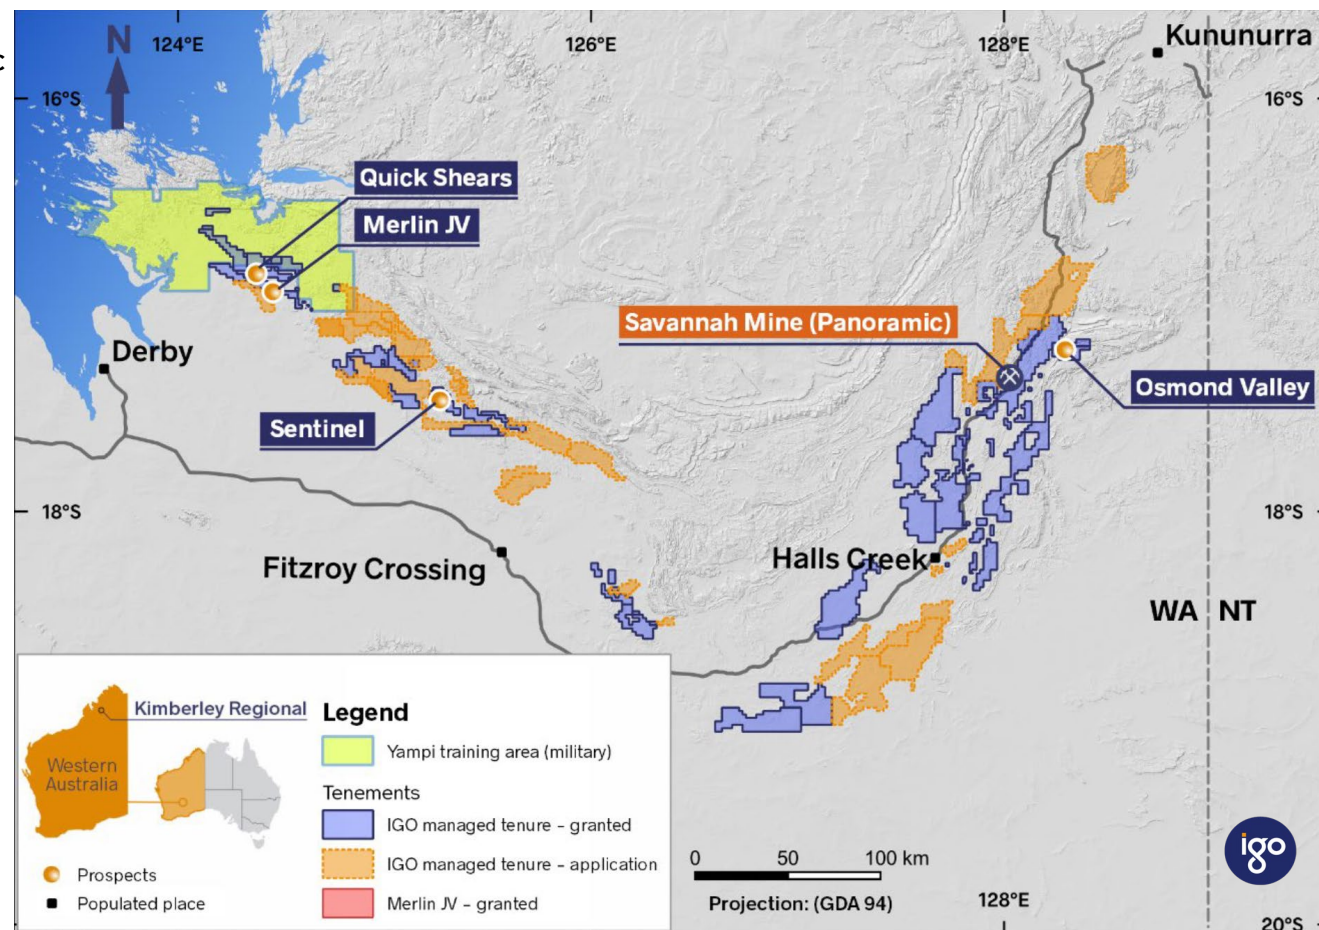 C
N
124°E
126°E
128°E
Kununurra
16°S
16°S
Quick Shears
Merlin JV
Derby
Savannah Mine (Panoramic)
Osmond Valley
Sentinel
18°S
18°S
Fitzroy Crossing
Halls Creek
WA NT
Kimberley Regional
Western
Australia
Prospects
Populated place
Legend
Yampi training area (military)
Tenements
IGO managed tenure - granted
IGO managed tenure - application
Merlin JV - granted
0 50 100 km
Projection: (GDA 94)
128°E
igo
20°S